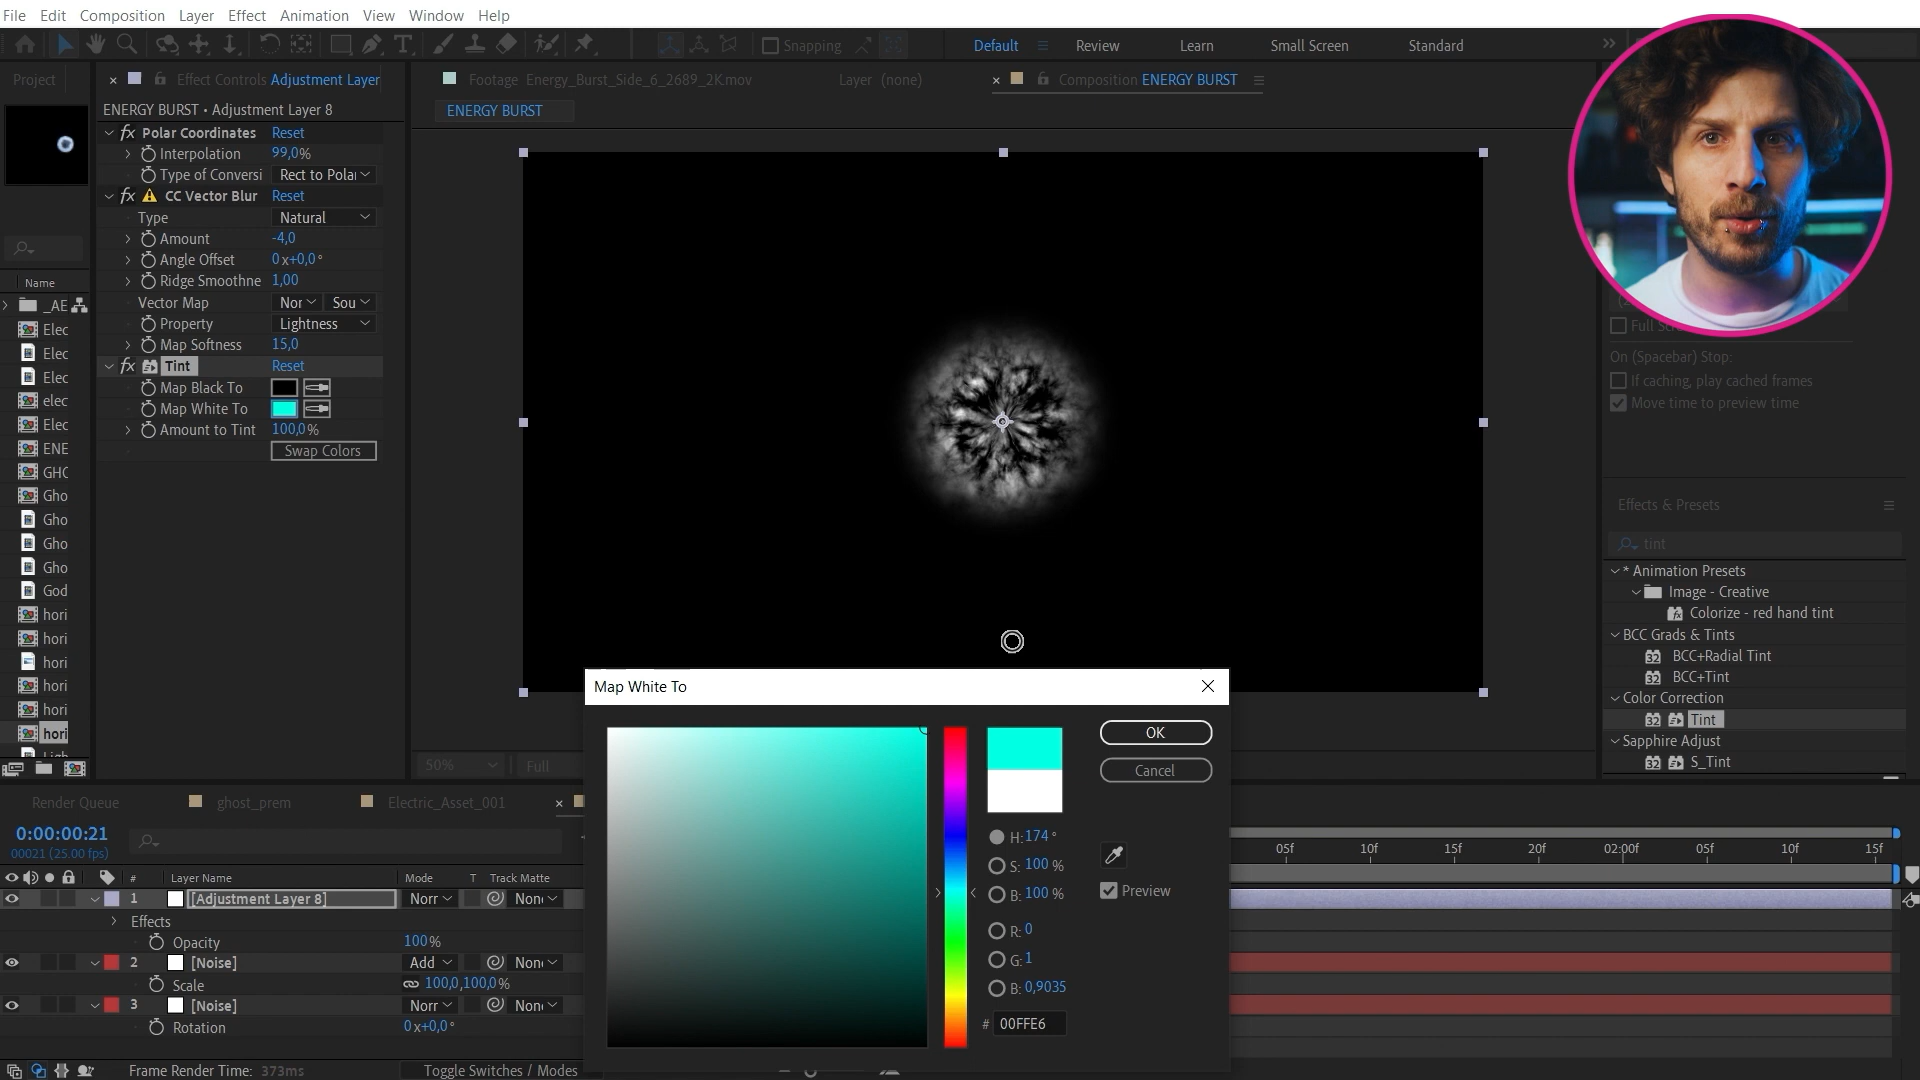 File Edit Composition Layer Effect Animation View Window Help
Snapping
Default Review Learn Small Screen Standard
Project
Effect Controls Adjustment Layer
Footage Energy_Burst_Side_6_2689_2K.mov
Layer (none)
Composition ENERGY BURST
ENERGY BURST • Adjustment Layer 8
ENERGY BURST
fx Polar Coordinates Reset
Interpolation 99,0%
Type of Conversi Rect to Pola
fx CC Vector Blur Reset
Type Natural
Amount -4,0
Angle Offset 0x+0,0°
Ridge Smoothne 1,00
Vector Map Nor Sou
Property Lightness
Map Softness 15,0
fx Tint Reset
Map Black To
Map White To
Amount to Tint 100,0%
Swap Colors
Name
_AE
Elec
Elec
Elec
elec
Elec
ENE
GHC
Gho
Gho
Gho
Gho
God
hori
hori
hori
hori
hori
hori
Full Scr
On (Spacebar) Stop:
If caching, play cached frames
Move time to preview time
Effects & Presets
tint
* Animation Presets
Image - Creative
Colorize - red hand tint
BCC Grads & Tints
32 BCC+Radial Tint
32 BCC+Tint
Color Correction
32 Tint
Sapphire Adjust
32 S_Tint
50% Full
Map White To
OK
Cancel
H: 174 °
S: 100 %
B: 100 %
R: 0
G: 1
B: 0,9035
# 00FFE6
Preview
Render Queue ghost_prem Electric_Asset_001
0:00:00:21
00021 (25.00 fps)
# Layer Name Mode T Track Matte
05f 10f 15f 20f 02:00f 05f 10f 15f
1 [Adjustment Layer 8] Norr Non
Effects
Opacity 100%
2 [Noise] Add Non
Scale 100,0,100,0%
3 [Noise] Norr Non
Rotation 0x+0,0°
Frame Render Time: 373ms
Toggle Switches / Modes